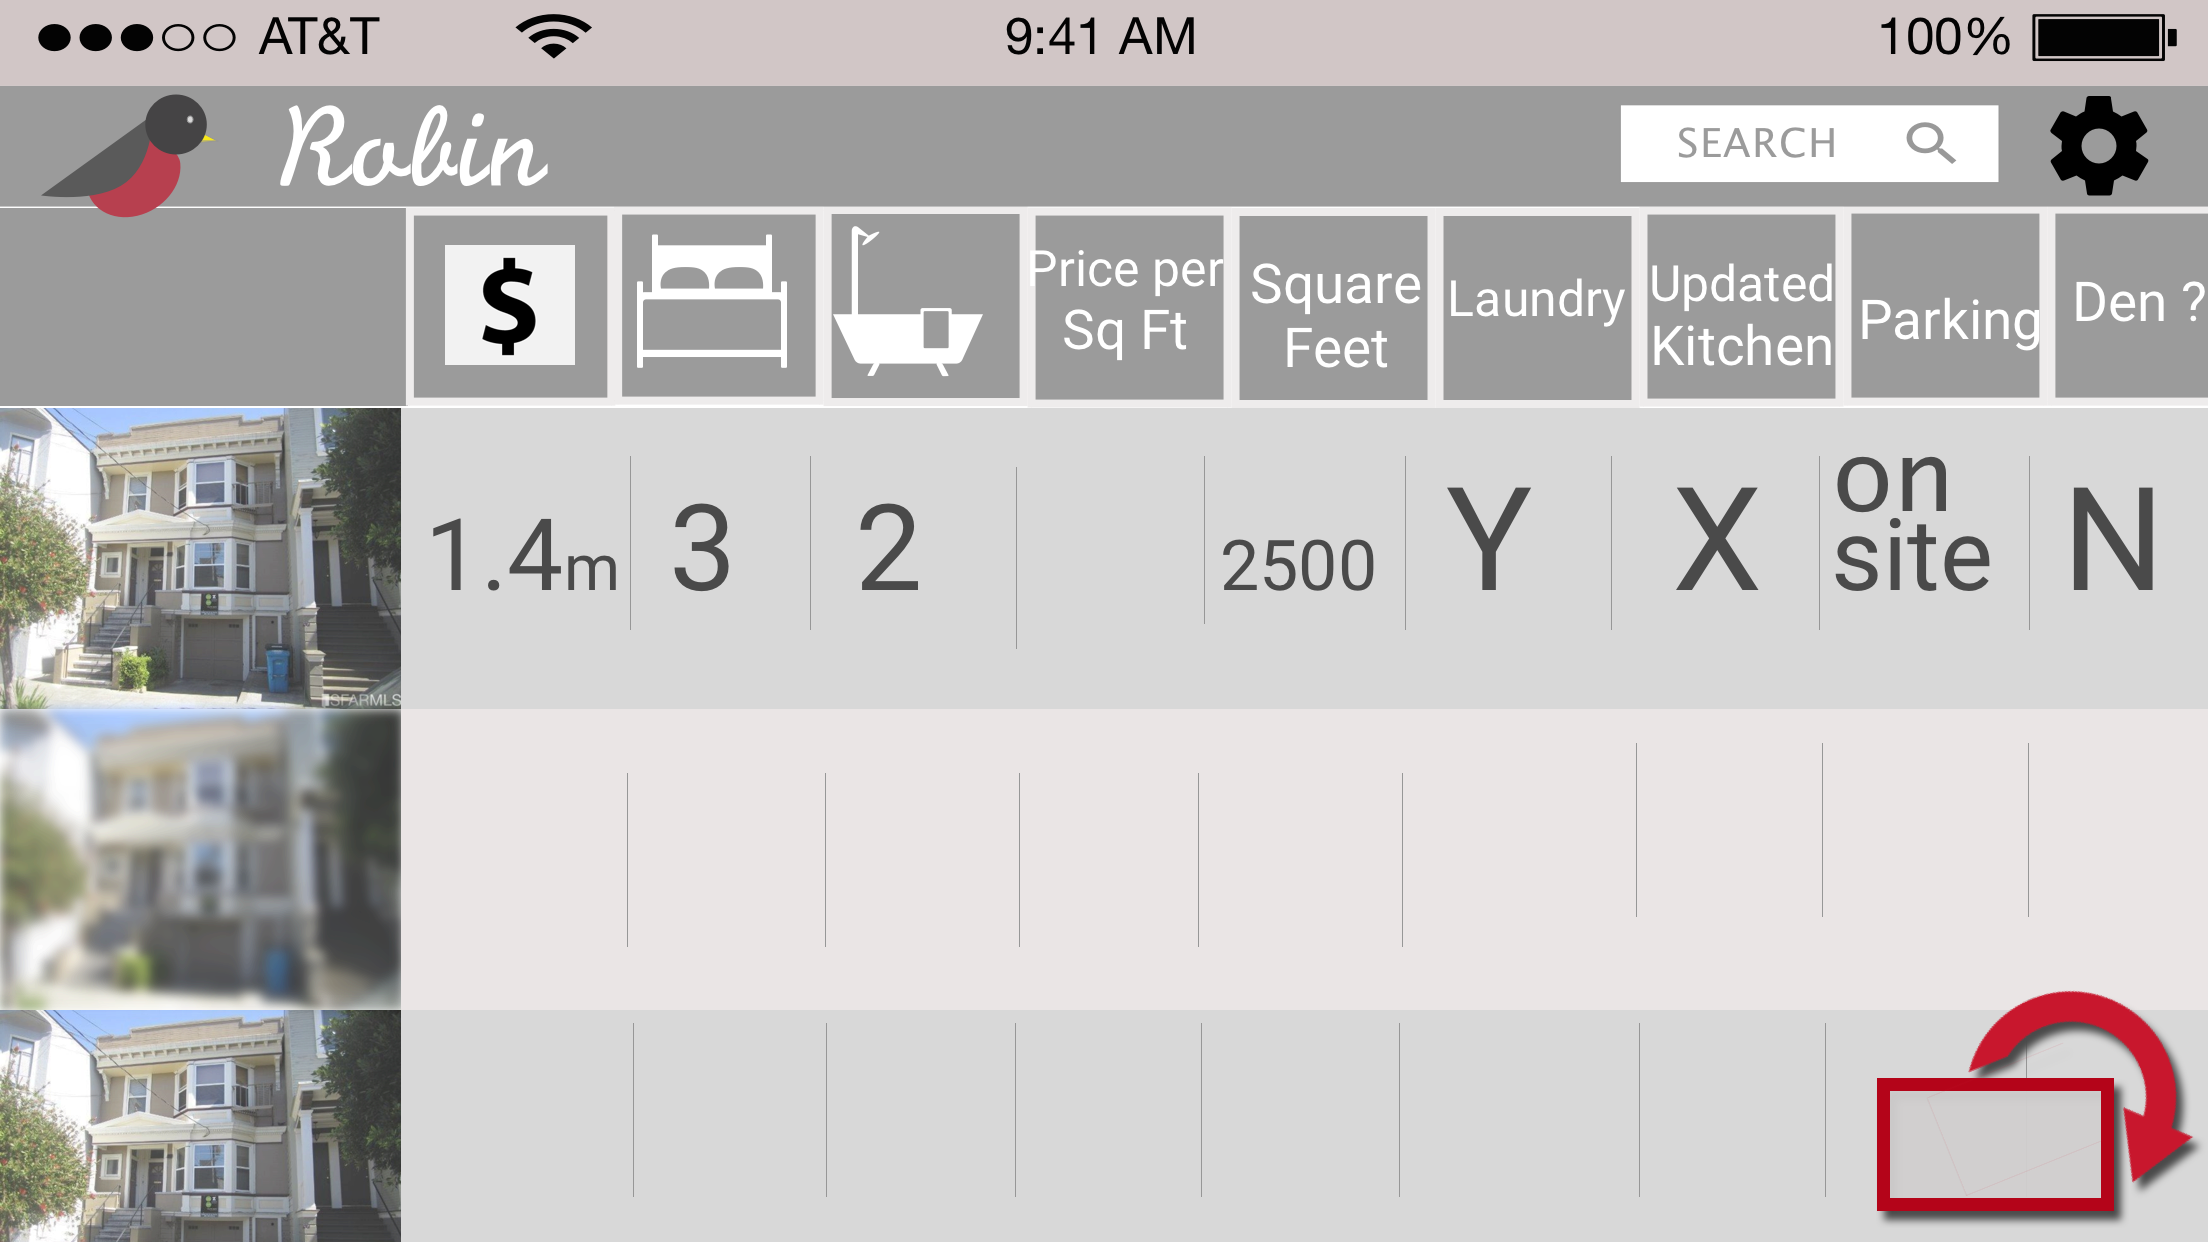 AT&T 9:41 AM 100%
Robin SEARCH
$
Price per
Sq Ft
Square
Feet
Laundry
Updated
Kitchen
Parking
Den ?
1.4m 3 2 2500 Y X on
site N
SFARMLS